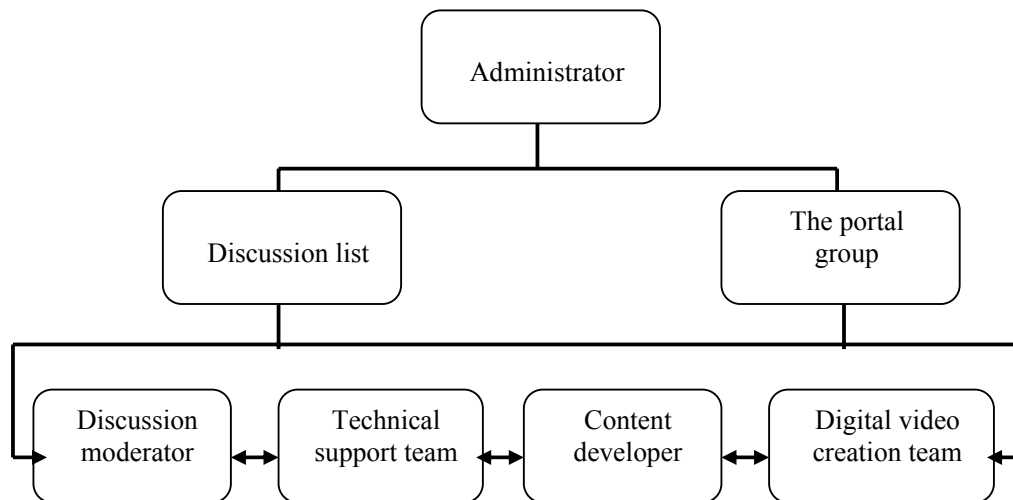 Administrator
Discussion list
The portal
group
Discussion
moderator
Technical
support team
Content
developer
Digital video
creation team